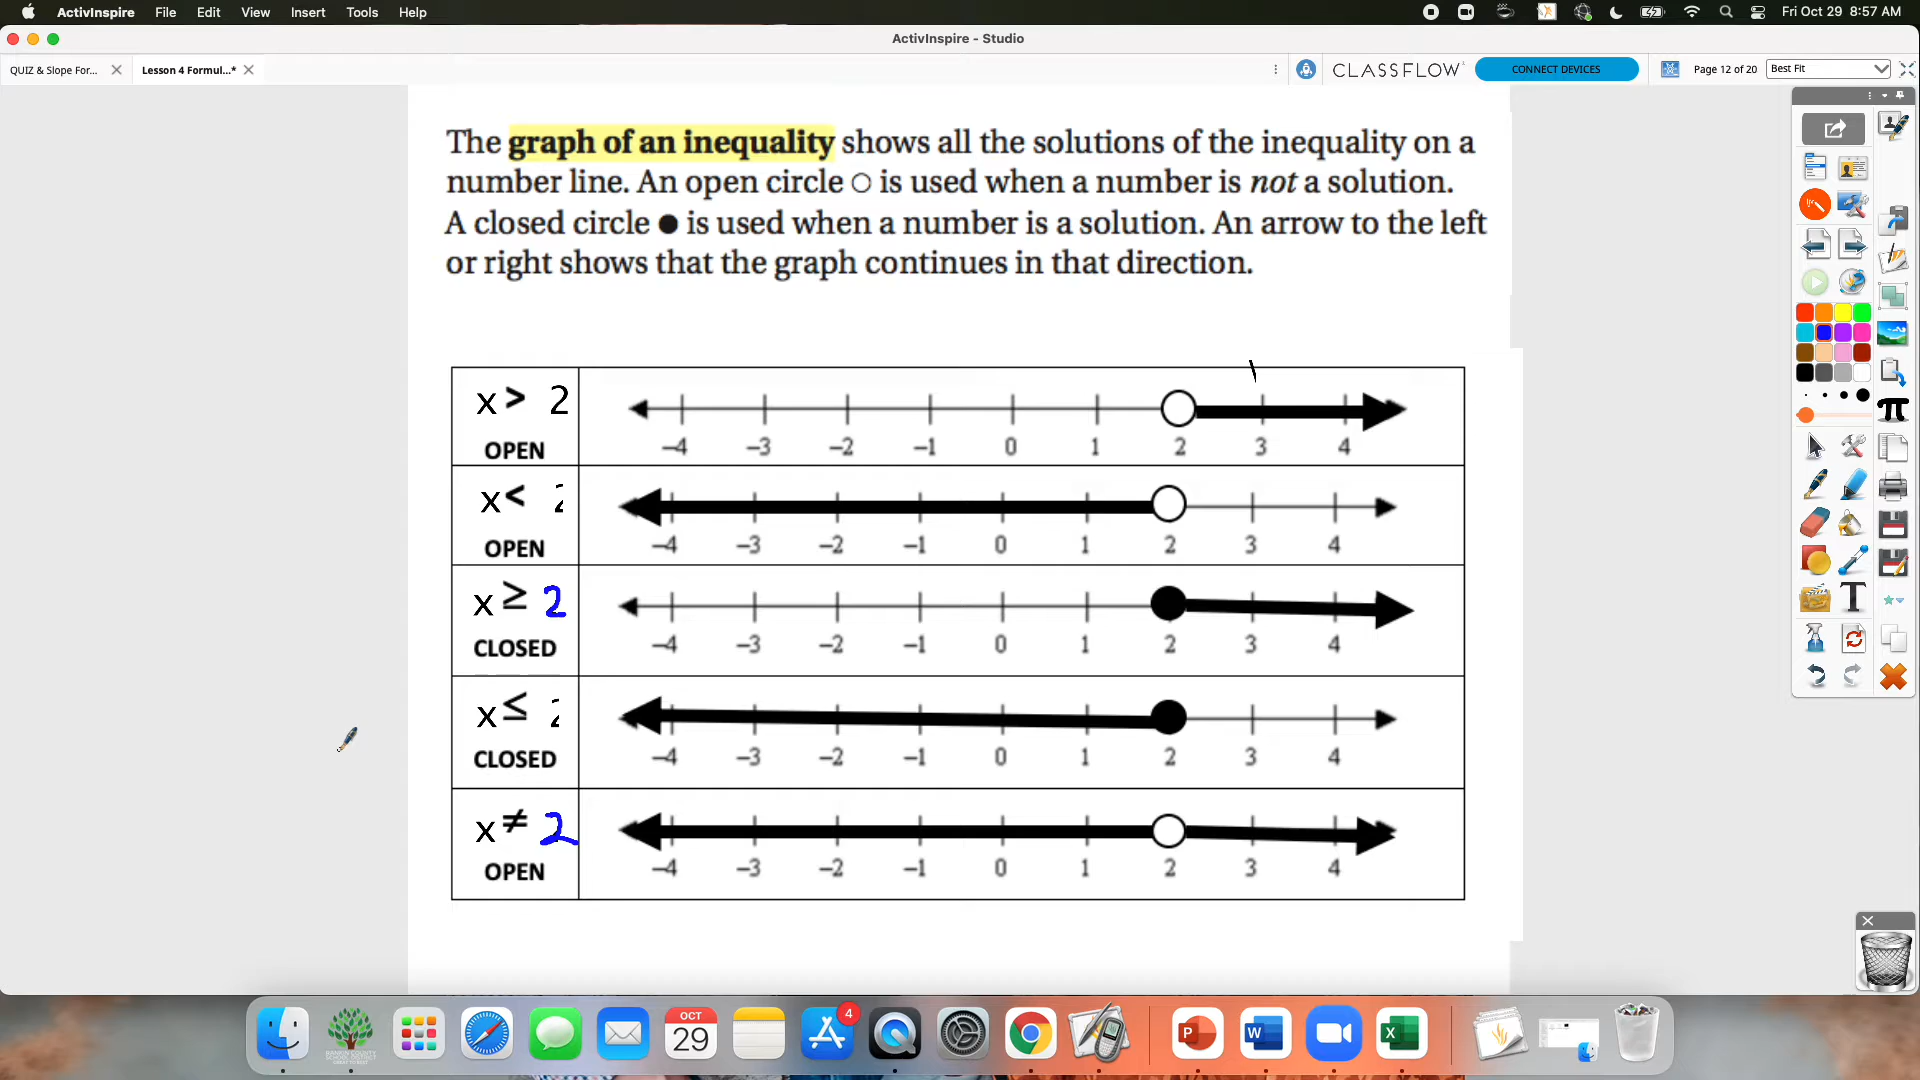 ActivInspire File Edit View Insert Tools Help Fri Oct 29 8:57 AM
ActivInspire - Studio
QUIZ & Slope For... Lesson 4 Formul...* CLASSFLOW CONNECT DEVICES Page 12 of 20 Best Fit
The graph of an inequality shows all the solutions of the inequality on a
number line. An open circle ○ is used when a number is not a solution.
A closed circle ● is used when a number is a solution. An arrow to the left
or right shows that the graph continues in that direction.
x > 2
OPEN
-4 -3 -2 -1 0 1 2 3 4
x < 2
OPEN
-4 -3 -2 -1 0 1 2 3 4
x ≥ 2
CLOSED
-4 -3 -2 -1 0 1 2 3 4
x ≤ 2
CLOSED
-4 -3 -2 -1 0 1 2 3 4
x ≠ 2
OPEN
-4 -3 -2 -1 0 1 2 3 4
OCT
29
4
P
W
X